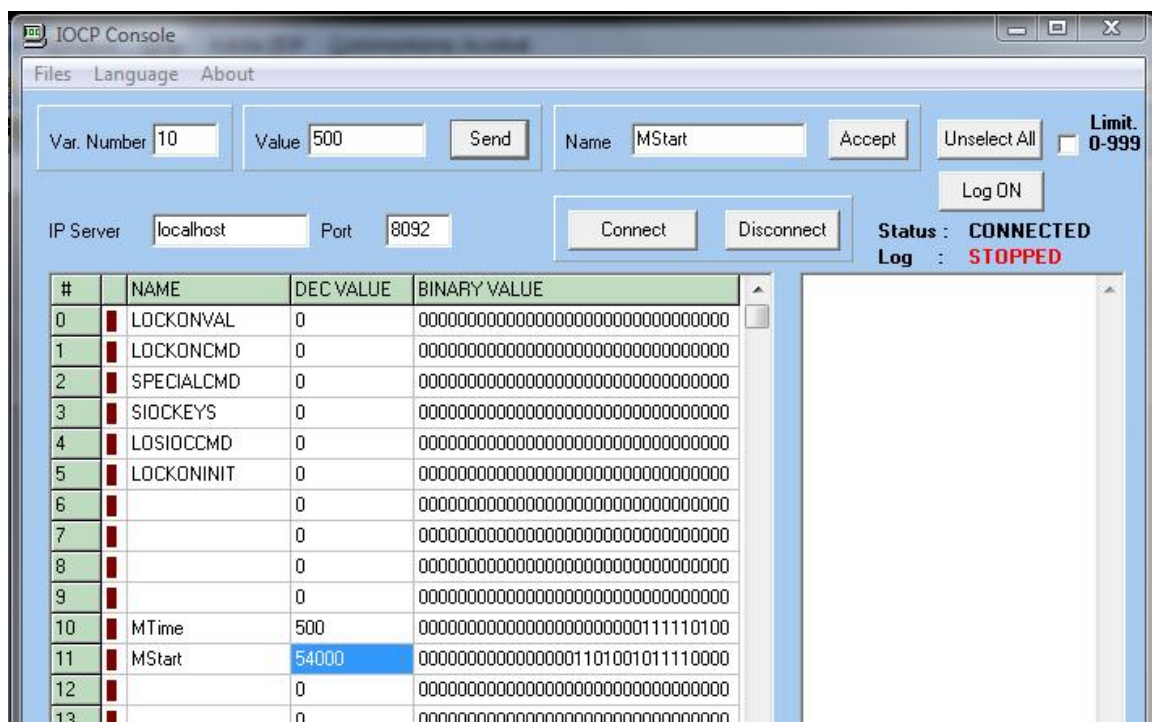 IOCP Console
Files Language About
Var. Number 10 Value 500 Send Name MStart Accept Unselect All Limit. 0-999
Log ON
IP Server localhost Port 8092 Connect Disconnect Status : CONNECTED
Log : STOPPED
# NAME DEC VALUE BINARY VALUE
0 LOCKONVAL 0 00000000000000000000000000000000
1 LOCKONCMD 0 00000000000000000000000000000000
2 SPECIALCMD 0 00000000000000000000000000000000
3 SIOCKEYS 0 00000000000000000000000000000000
4 LOSIOCCMD 0 00000000000000000000000000000000
5 LOCKONINIT 0 00000000000000000000000000000000
6 0 00000000000000000000000000000000
7 0 00000000000000000000000000000000
8 0 00000000000000000000000000000000
9 0 00000000000000000000000000000000
10 MTime 500 00000000000000000000000111110100
11 MStart 54000 00000000000000001101001011110000
12 0 00000000000000000000000000000000
13 0 00000000000000000000000000000000